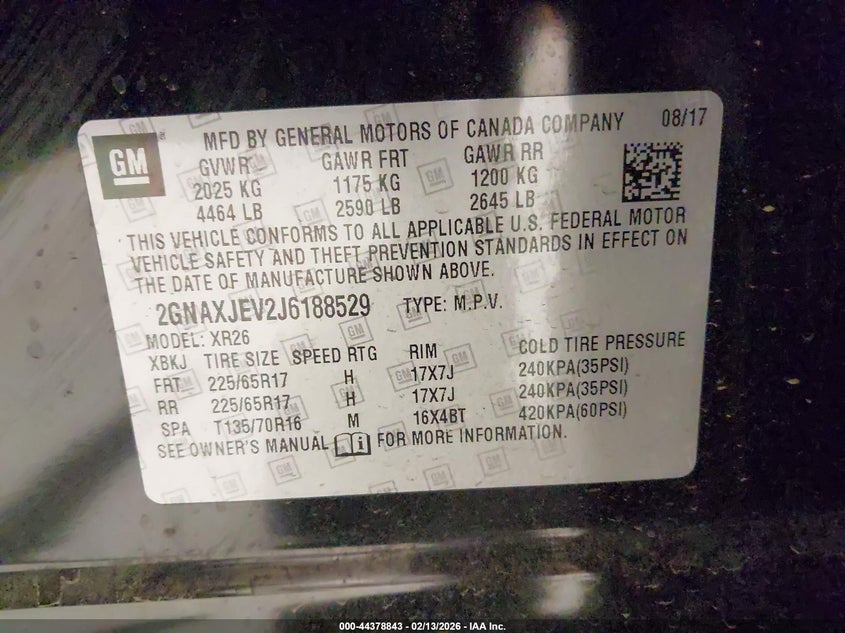 GM
MFD BY GENERAL MOTORS OF CANADA COMPANY 08/17
GVWR GAWR FRT GAWR RR
2025 KG 1175 KG 1200 KG
4464 LB 2590 LB 2645 LB
THIS VEHICLE CONFORMS TO ALL APPLICABLE U.S. FEDERAL MOTOR
VEHICLE SAFETY AND THEFT PREVENTION STANDARDS IN EFFECT ON
THE DATE OF MANUFACTURE SHOWN ABOVE.
2GNAXJEV2J6188529 TYPE: M.P.V.
MODEL: XR26
XBKJ TIRE SIZE SPEED RTG RIM COLD TIRE PRESSURE
FRT 225/65R17 H 17X7J 240KPA(35PSI)
RR 225/65R17 H 17X7J 240KPA(35PSI)
SPA T135/70R16 M 16X4BT 420KPA(60PSI)
SEE OWNER'S MANUAL FOR MORE INFORMATION.
000-44378843 - 02/13/2026 - IAA Inc.